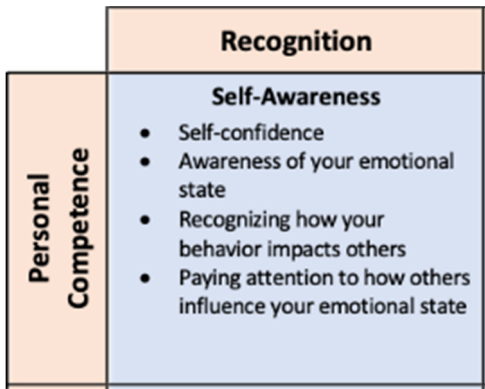 Recognition
Personal
Competence
Self-Awareness
• Self-confidence
• Awareness of your emotional
state
• Recognizing how your
behavior impacts others
• Paying attention to how others
influence your emotional state